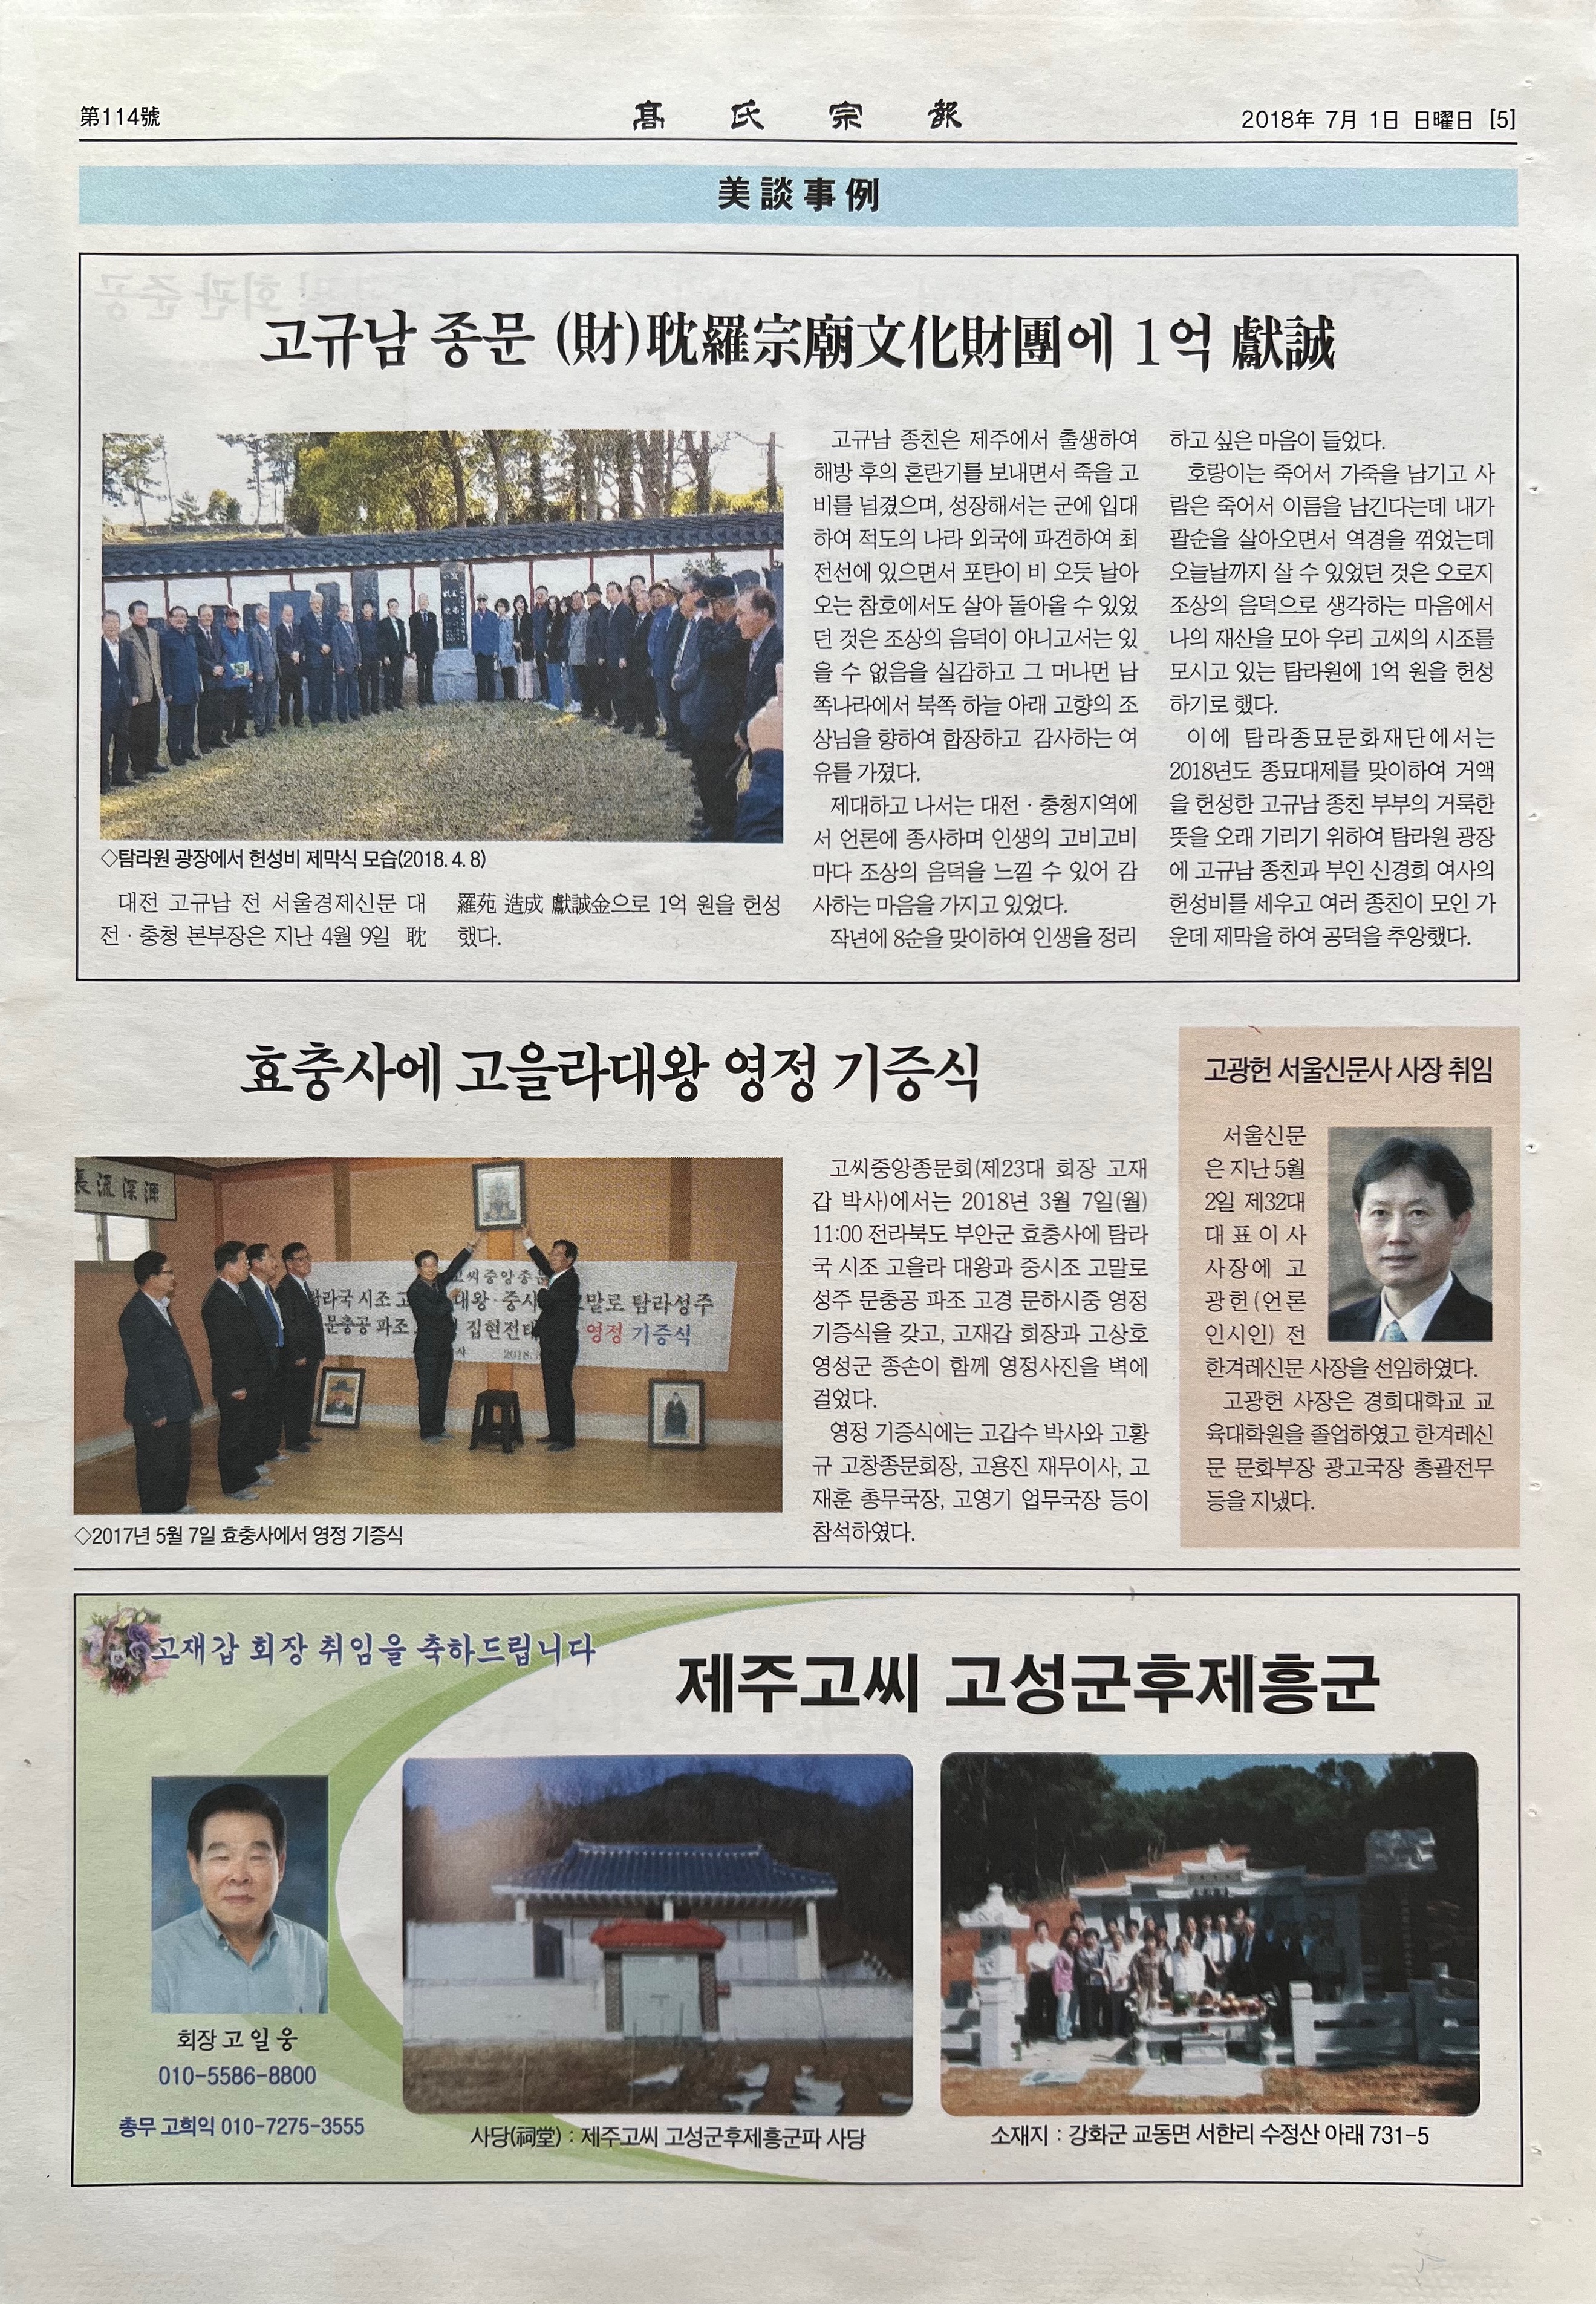 第114號
高氏宗報
2018年 7月 1日 日曜日 [5]
美談事例
고규남 종문 (財)耽羅宗廟文化財團에 1억 獻誠
◇탐라원 광장에서 헌성비 제막식 모습(2018. 4. 8)
대전 고규남 전 서울경제신문 대
전·충청 본부장은 지난 4월 9일 耽
羅苑 造成 獻誠金으로 1억 원을 헌성
했다.
고규남 종친은 제주에서 출생하여
해방 후의 혼란기를 보내면서 죽을 고
비를 넘겼으며, 성장해서는 군에 입대
하여 적도의 나라 외국에 파견하여 최
전선에 있으면서 포탄이 비 오듯 날아
오는 참호에서도 살아 돌아올 수 있었
던 것은 조상의 음덕이 아니고서는 있
을 수 없음을 실감하고 그 머나먼 남
쪽나라에서 북쪽 하늘 아래 고향의 조
상님을 향하여 합장하고 감사하는 여
유를 가졌다.
제대하고 나서는 대전·충청지역에
서 언론에 종사하며 인생의 고비고비
마다 조상의 음덕을 느낄 수 있어 감
사하는 마음을 가지고 있었다.
작년에 8순을 맞이하여 인생을 정리
하고 싶은 마음이 들었다.
호랑이는 죽어서 가죽을 남기고 사
람은 죽어서 이름을 남긴다는데 내가
팔순을 살아오면서 역경을 꺾었는데
오늘날까지 살 수 있었던 것은 오로지
조상의 음덕으로 생각하는 마음에서
나의 재산을 모아 우리 고씨의 시조를
모시고 있는 탐라원에 1억 원을 헌성
하기로 했다.
이에 탐라종묘문화재단에서는
2018년도 종묘대제를 맞이하여 거액
을 헌성한 고규남 종친 부부의 거룩한
뜻을 오래 기리기 위하여 탐라원 광장
에 고규남 종친과 부인 신경희 여사의
헌성비를 세우고 여러 종친이 모인 가
운데 제막을 하여 공덕을 추앙했다.
효충사에 고을라대왕 영정 기증식
源深流長
고씨중앙종문
탐라국 시조 고 대왕·중시 고말로 탐라성주
문충공 파조 집현전태 영정 기증식
2018.
◇2017년 5월 7일 효충사에서 영정 기증식
고씨중앙종문회(제23대 회장 고재
갑 박사)에서는 2018년 3월 7일(월)
11:00 전라북도 부안군 효충사에 탐라
국 시조 고을라 대왕과 중시조 고말로
성주 문충공 파조 고경 문하시중 영정
기증식을 갖고, 고재갑 회장과 고상호
영성군 종손이 함께 영정사진을 벽에
걸었다.
영정 기증식에는 고갑수 박사와 고황
규 고창종문회장, 고용진 재무이사, 고
재훈 총무국장, 고영기 업무국장 등이
참석하였다.
고광헌 서울신문사 사장 취임
서울신문
은 지난 5월
2일 제32대
대표이사
사장에 고
광헌(언론
인시인) 전
한겨레신문 사장을 선임하였다.
고광헌 사장은 경희대학교 교
육대학원을 졸업하였고 한겨레신
문 문화부장 광고국장 총괄전무
등을 지냈다.
고재갑 회장 취임을 축하드립니다
제주고씨 고성군후제흥군
회장 고 일 웅
010-5586-8800
총무 고희익 010-7275-3555
사당(祠堂) : 제주고씨 고성군후제흥군파 사당
소재지 : 강화군 교동면 서한리 수정산 아래 731-5